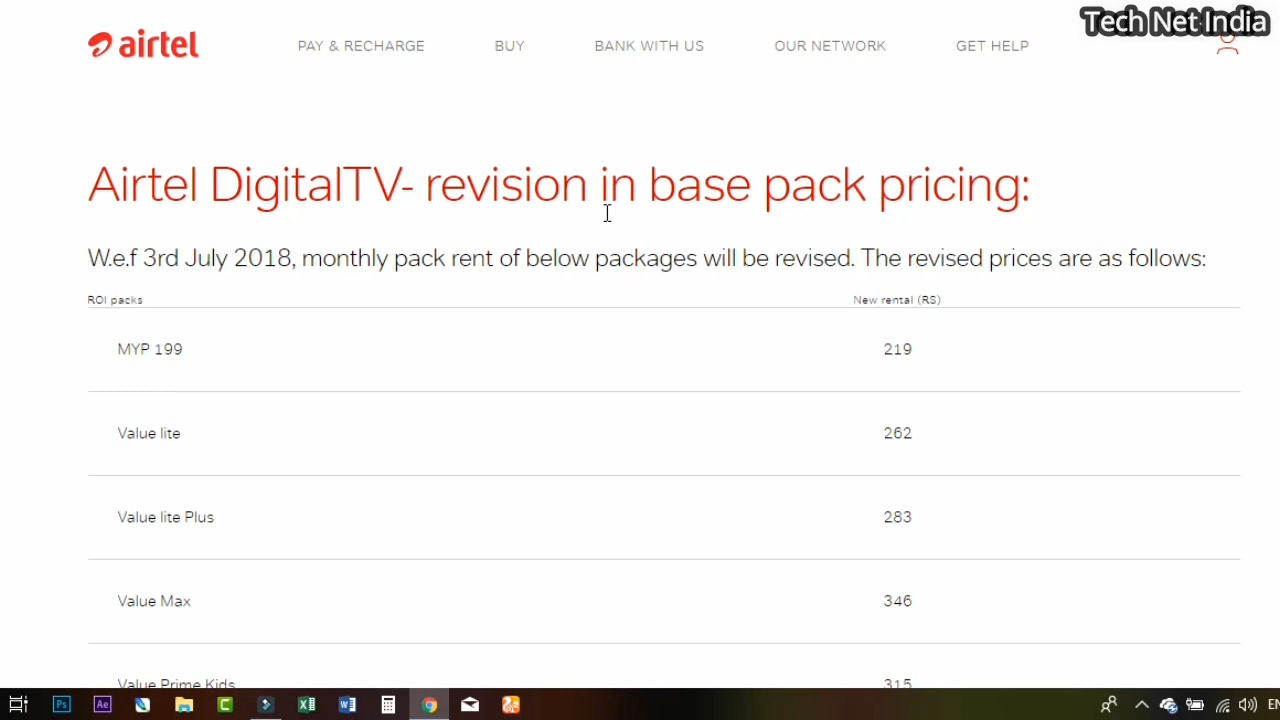 Tech Net India
airtel
PAY & RECHARGE BUY BANK WITH US OUR NETWORK GET HELP
Airtel DigitalTV- revision in base pack pricing:
W.e.f 3rd July 2018, monthly pack rent of below packages will be revised. The revised prices are as follows:
ROI packs New rental (RS)
MYP 199 219
Value lite 262
Value lite Plus 283
Value Max 346
Value Prime Kids 315
Ps Ae EN